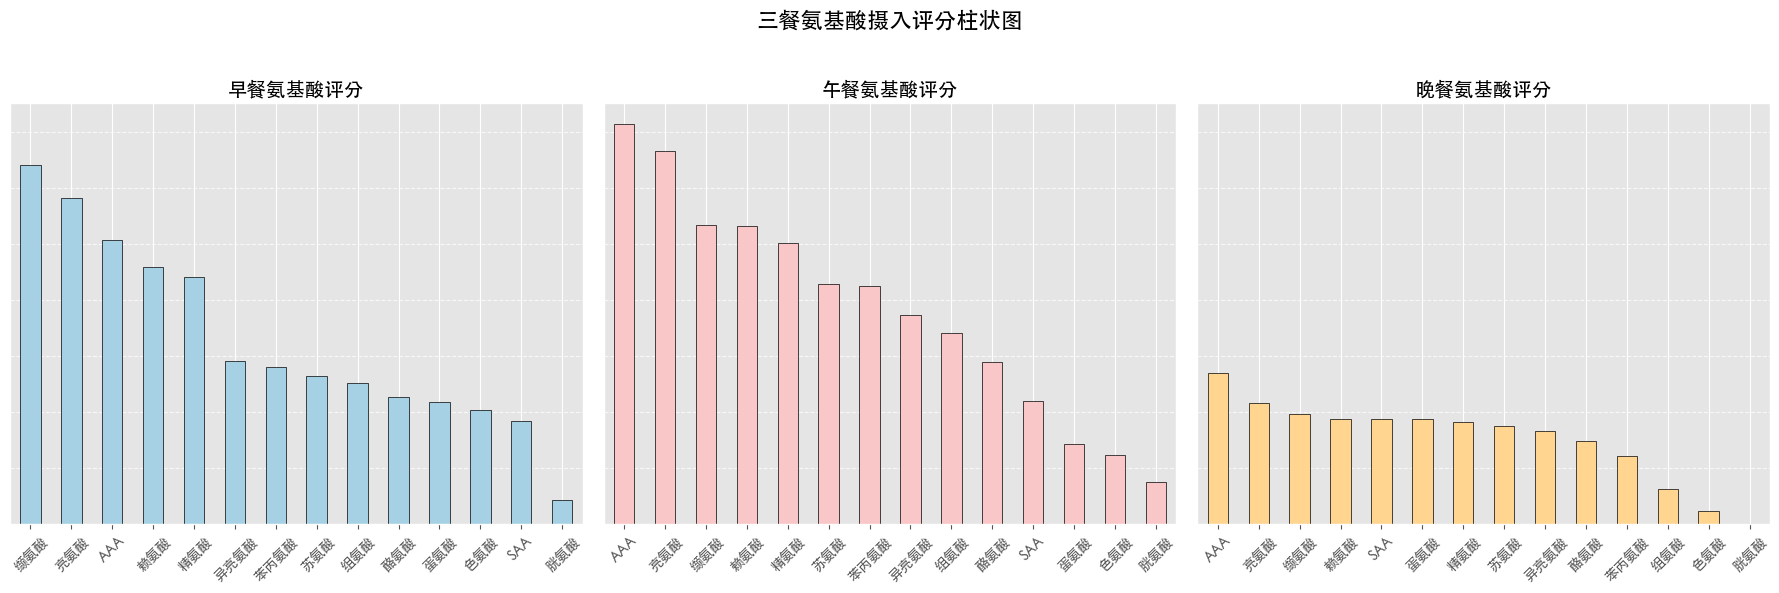 三餐氨基酸摄入评分柱状图
早餐氨基酸评分
午餐氨基酸评分
晚餐氨基酸评分
缬氨酸
亮氨酸
AAA
赖氨酸
精氨酸
异亮氨酸
苯丙氨酸
苏氨酸
组氨酸
酪氨酸
蛋氨酸
色氨酸
SAA
胱氨酸
AAA
亮氨酸
缬氨酸
赖氨酸
精氨酸
苏氨酸
苯丙氨酸
异亮氨酸
组氨酸
酪氨酸
SAA
蛋氨酸
色氨酸
胱氨酸
AAA
亮氨酸
缬氨酸
赖氨酸
SAA
蛋氨酸
精氨酸
苏氨酸
异亮氨酸
酪氨酸
苯丙氨酸
组氨酸
色氨酸
胱氨酸